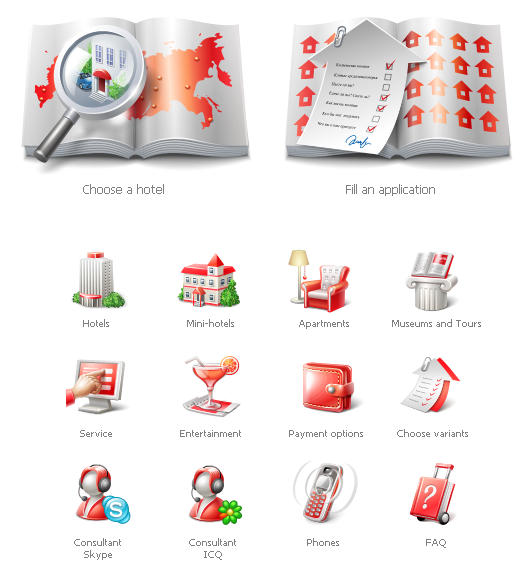 Choose a hotel
Fill an application
Hotels
Mini-hotels
Apartments
Museums and Tours
Service
Entertainment
Payment options
Choose variants
Consultant
Skype
Consultant
ICQ
Phones
FAQ
?